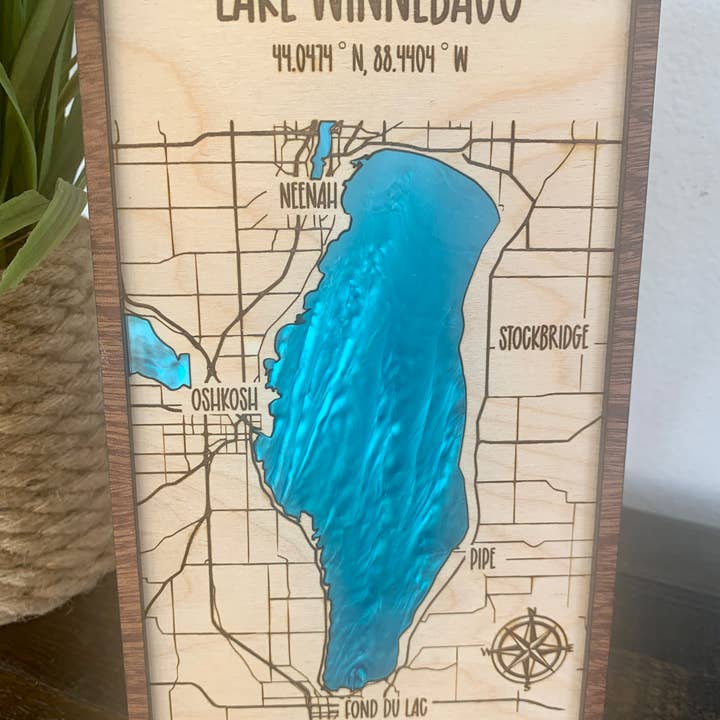 LAKE WINNEBAGO
44.0474° N, 88.4404° W
NEENAH
STOCKBRIDGE
OSHKOSH
PIPE
N
W E
S
FOND DU LAC